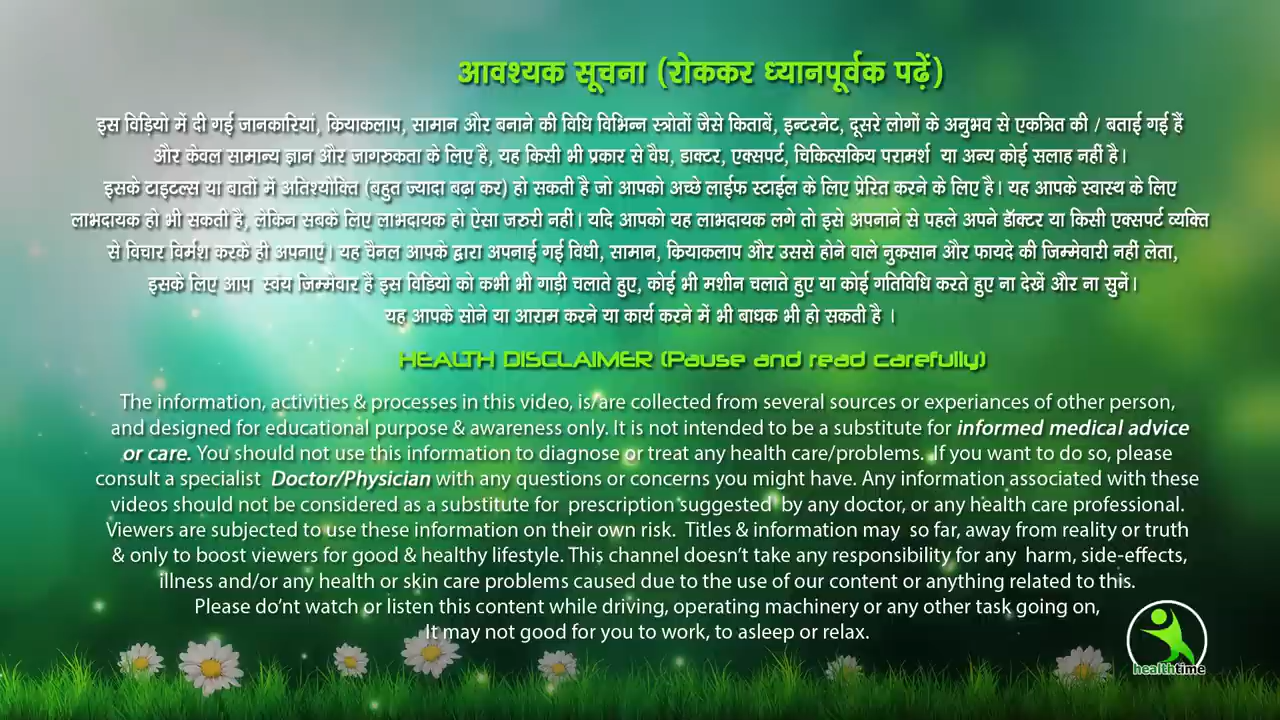 आवश्यक सूचना (रोककर ध्यानपूर्वक पढ़ें)
इस विड़ियो में दी गई जानकारियां, कियाकलाप, सामान और बनाने की विधि विभिन्न स्त्रोतों जैसे किताबें, इन्टरनेट, दूसरे लोगों के अनुभव से एकत्रित की / बताई गई हैं
और केवल सामान्य ज्ञान और जागरुकता के लिए है, यह किसी भी प्रकार से वैघ, डाक्टर, एक्सपर्ट, चिकित्सकिय परामर्श या अन्य कोई सलाह नहीं है।
इसके टाइटल्स या बातों में अतिश्योक्ति (बहुत ज्यादा बढ़ा कर) हो सकती है जो आपको अच्छे लाईफ स्टाईल के लिए प्रेरित करने के लिए है। यह आपके स्वास्थ के लिए
लाभदायक हो भी सकती है, लेकिन सबके लिए लाभदायक हो ऐसा जरुरी नहीं। यदि आपको यह लाभदायक लगे तो इसे अपनाने से पहले अपने डॉक्टर या किसी एक्सपर्ट व्यक्ति
से विचार विर्मश करके ही अपनाएं। यह चैनल आपके द्वारा अपनाई गई विधी, सामान, कियाकलाप और उससे होने वाले नुकसान और फायदे की जिम्मेवारी नहीं लेता,
इसके लिए आप स्वंय जिम्मेवार हैं इस विडियो को कभी भी गाड़ी चलाते हुए, कोई भी मशीन चलाते हुए या कोई गतिविधि करते हुए ना देखें और ना सुनें।
यह आपके सोने या आराम करने या कार्य करने में भी बाधक भी हो सकती है ।
HEALTH DISCLAIMER (Pause and read carefully)
The information, activities & processes in this video, is/are collected from several sources or experiances of other person,
and designed for educational purpose & awareness only. It is not intended to be a substitute for informed medical advice
or care. You should not use this information to diagnose or treat any health care/problems. If you want to do so, please
consult a specialist Doctor/Physician with any questions or concerns you might have. Any information associated with these
videos should not be considered as a substitute for prescription suggested by any doctor, or any health care professional.
Viewers are subjected to use these information on their own risk. Titles & information may so far, away from reality or truth
& only to boost viewers for good & healthy lifestyle. This channel doesn't take any responsibility for any harm, side-effects,
illness and/or any health or skin care problems caused due to the use of our content or anything related to this.
Please do'nt watch or listen this content while driving, operating machinery or any other task going on,
It may not good for you to work, to asleep or relax.
healthtime